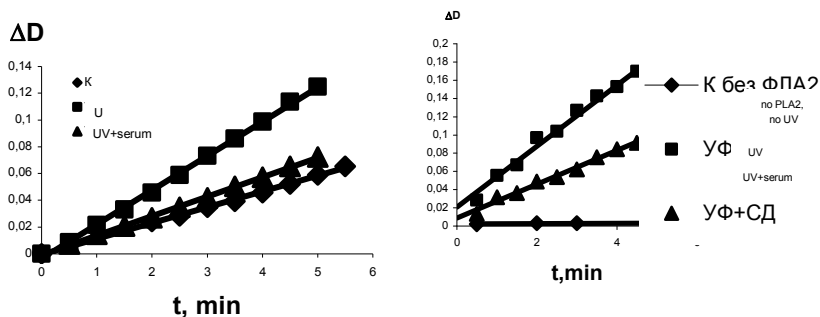 ΔD
0,14
0,12
0,1
0,08
0,06
0,04
0,02
0
К
U
UV+serum
0 1 2 3 4 5 6
t, min
ΔD
0,2
0,18
0,16
0,14
0,12
0,1
0,08
0,06
0,04
0,02
0
0 2 4
t,min
К без ФПА2
no PLA2,
no UV
УФ
UV
UV+serum
УФ+СД